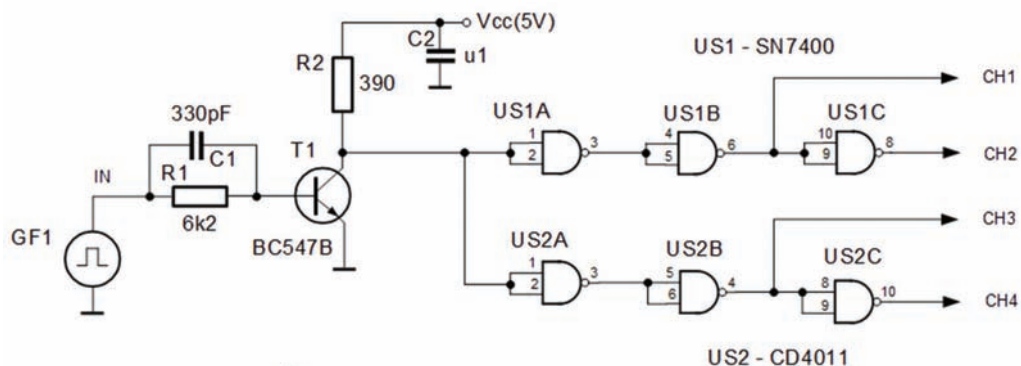 Vcc(5V)
C2
u1
R2
390
US1 - SN7400
CH1
330pF
C1
R1
6k2
IN
GF1
T1
BC547B
US1A
1
2
3
US1B
4
5
6
US1C
10
9
8
CH2
CH3
US2A
1
2
3
US2B
5
6
4
US2C
8
9
10
CH4
US2 - CD4011